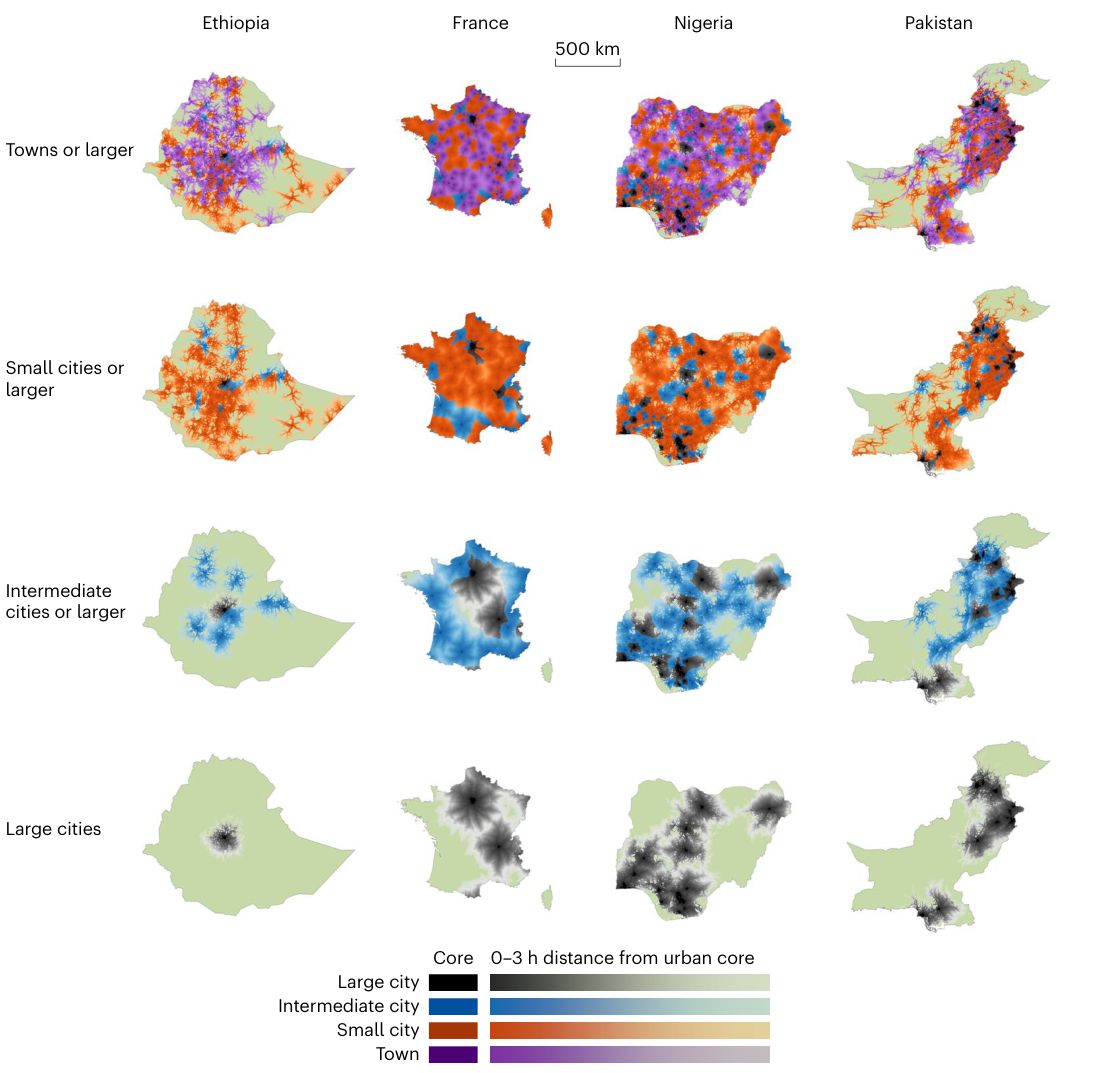 Ethiopia France Nigeria Pakistan
500 km
Towns or larger
Small cities or
larger
Intermediate
cities or larger
Large cities
Core 0–3 h distance from urban core
Large city
Intermediate city
Small city
Town